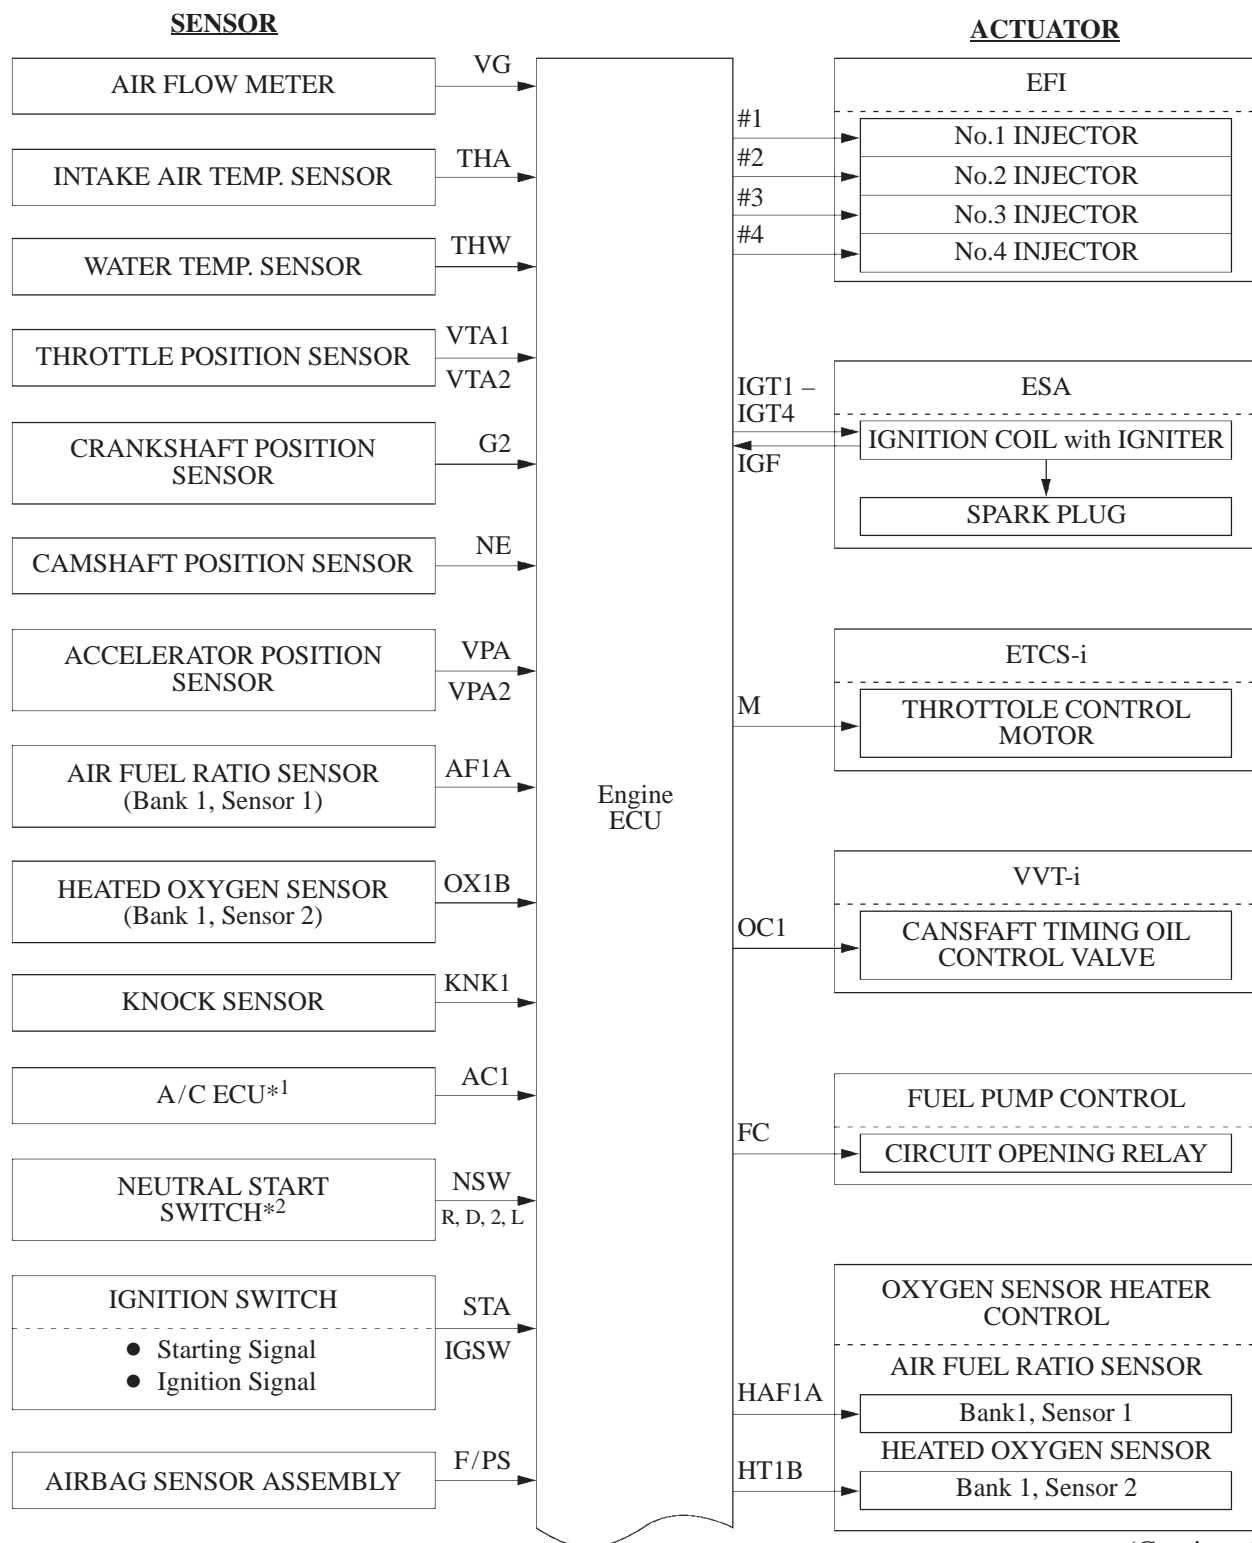 SENSOR
AIR FLOW METER
VG
INTAKE AIR TEMP. SENSOR
THA
WATER TEMP. SENSOR
THW
THROTTLE POSITION SENSOR
VTA1
VTA2
CRANKSHAFT POSITION
SENSOR
G2
CAMSHAFT POSITION SENSOR
NE
ACCELERATOR POSITION
SENSOR
VPA
VPA2
AIR FUEL RATIO SENSOR
(Bank 1, Sensor 1)
AF1A
HEATED OXYGEN SENSOR
(Bank 1, Sensor 2)
OX1B
KNOCK SENSOR
KNK1
A/C ECU*1
AC1
NEUTRAL START
SWITCH*2
NSW
R, D, 2, L
IGNITION SWITCH
● Starting Signal
● Ignition Signal
STA
IGSW
AIRBAG SENSOR ASSEMBLY
F/PS
Engine
ECU
ACTUATOR
EFI
#1
No.1 INJECTOR
#2
No.2 INJECTOR
#3
No.3 INJECTOR
#4
No.4 INJECTOR
ESA
IGT1 –
IGT4
IGNITION COIL with IGNITER
IGF
SPARK PLUG
ETCS-i
M
THROTTOLE CONTROL
MOTOR
VVT-i
OC1
CANSFAFT TIMING OIL
CONTROL VALVE
FUEL PUMP CONTROL
FC
CIRCUIT OPENING RELAY
OXYGEN SENSOR HEATER
CONTROL
AIR FUEL RATIO SENSOR
HAF1A
Bank1, Sensor 1
HEATED OXYGEN SENSOR
HT1B
Bank 1, Sensor 2